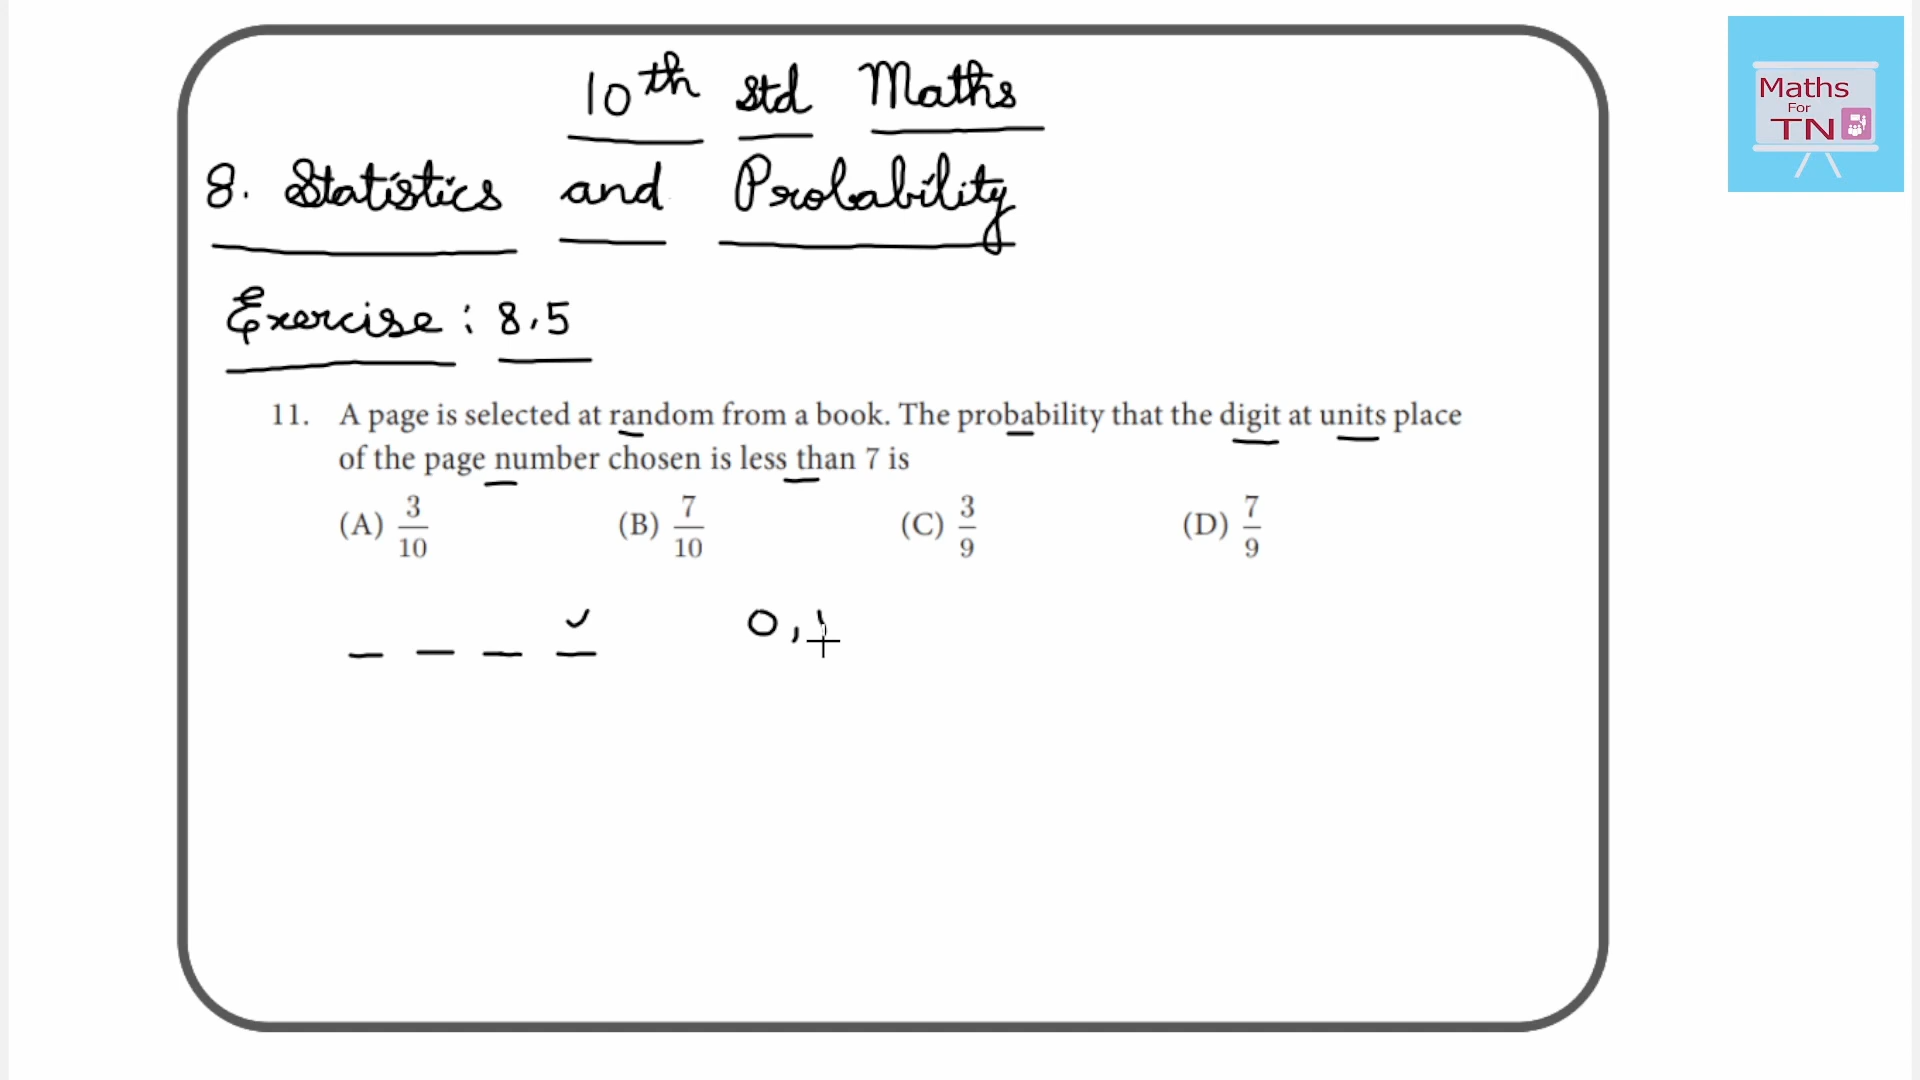 10th std Maths
Maths
For
TN
8. Statistics and Probability
Exercise : 8.5
11. A page is selected at random from a book. The probability that the digit at units place
of the page number chosen is less than 7 is
(A) 3/10 (B) 7/10 (C) 3/9 (D) 7/9
0, 1